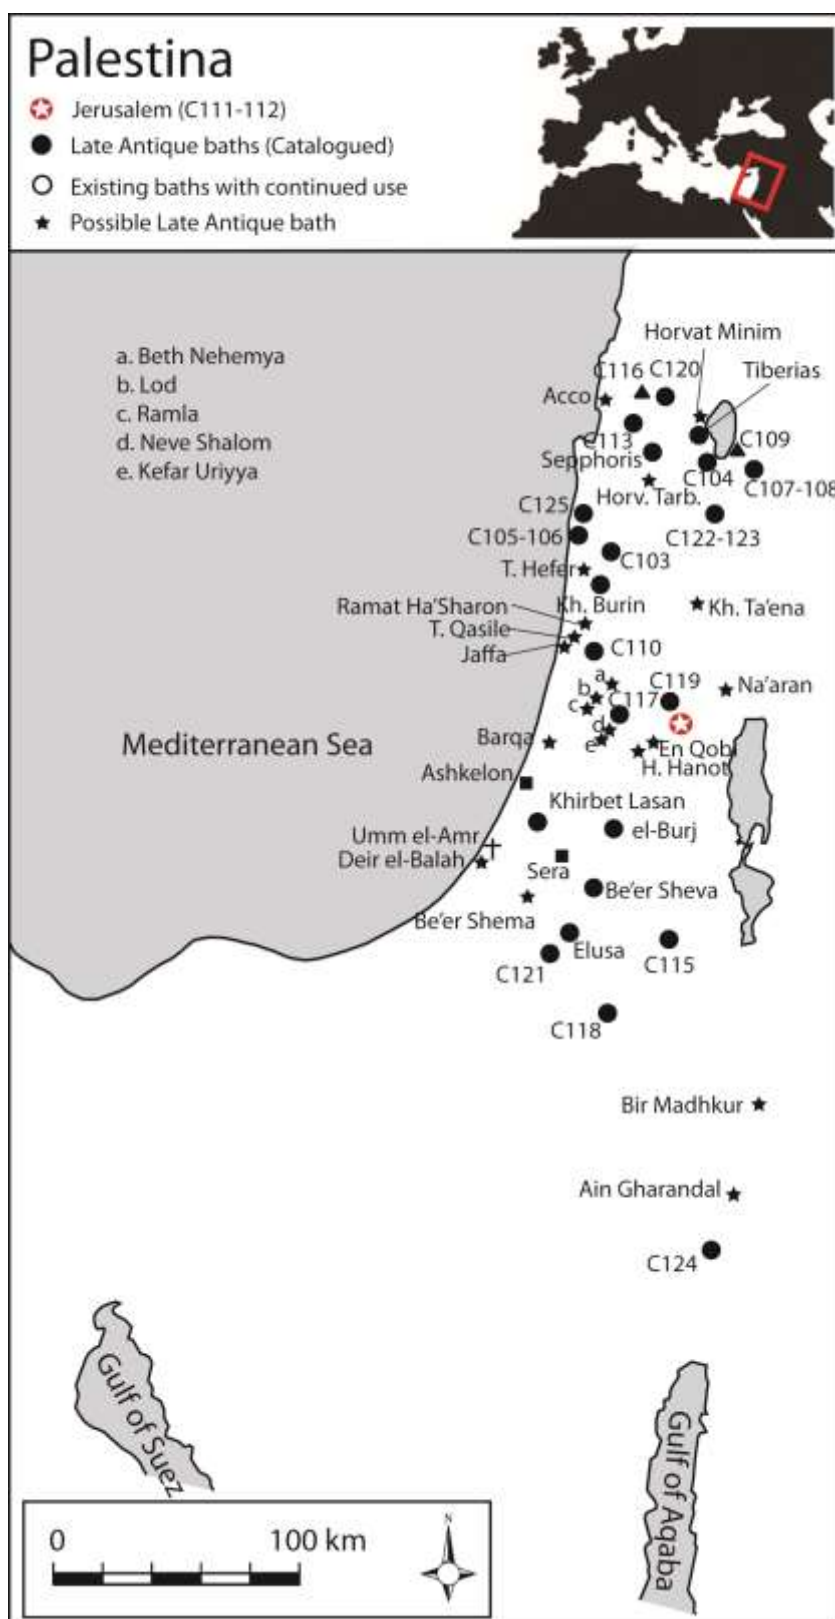 Palestina
Jerusalem (C111-112)
Late Antique baths (Catalogued)
Existing baths with continued use
Possible Late Antique bath
a. Beth Nehemya
b. Lod
c. Ramla
d. Neve Shalom
e. Kefar Uriyya
Horvat Minim
C116
C120
Tiberias
Acco
C113
C109
Sepphoris
C104
C107-108
Horv. Tarb.
C125
C105-106
C122-123
C103
T. Hefer
Kh. Burin
Kh. Ta'ena
Ramat Ha'Sharon
T. Qasile
Jaffa
C110
a
b
c
C119
C117
Na'aran
d
e
Mediterranean Sea
Barqa
En Qobi
H. Hanot
Ashkelon
Khirbet Lasan
el-Burj
Umm el-Amr
Deir el-Balah
Sera
Be'er Sheva
Be'er Shema
Elusa
C121
C115
C118
Bir Madhkur
Ain Gharandal
C124
Gulf of Suez
Gulf of Aqaba
0 100 km
N